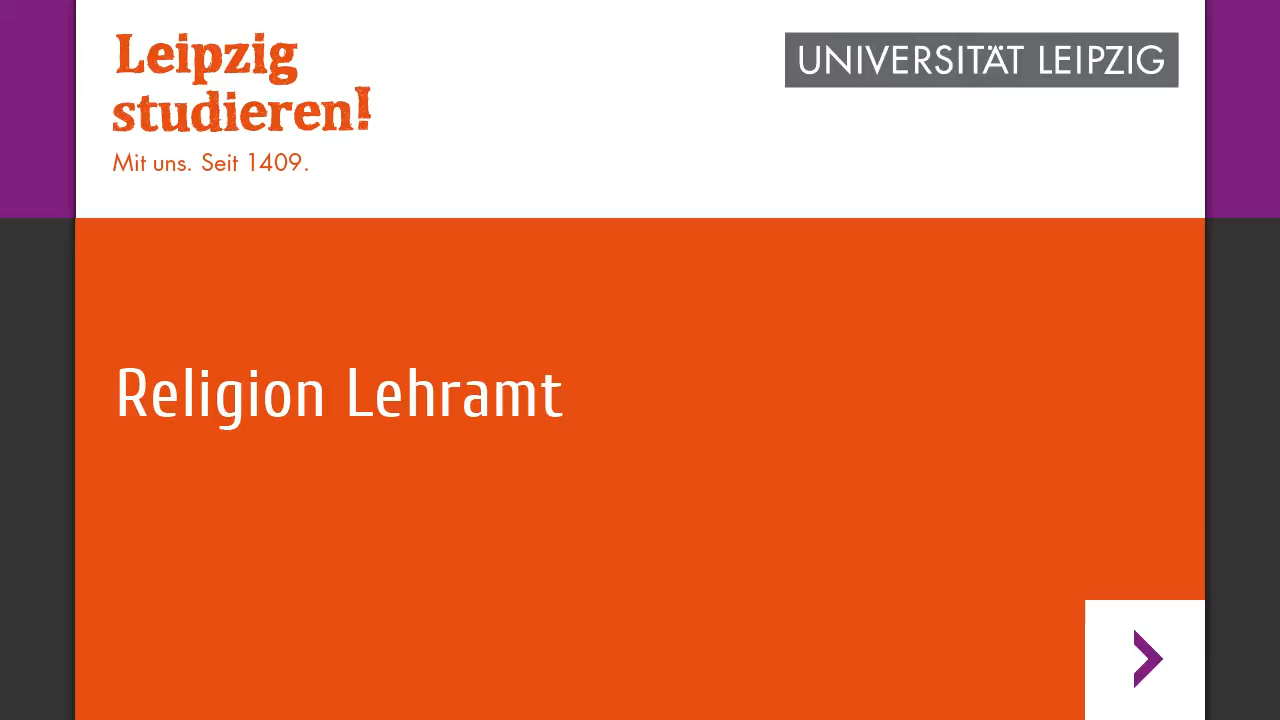 Leipzig
studieren!
Mit uns. Seit 1409.
UNIVERSITÄT LEIPZIG
Religion Lehramt